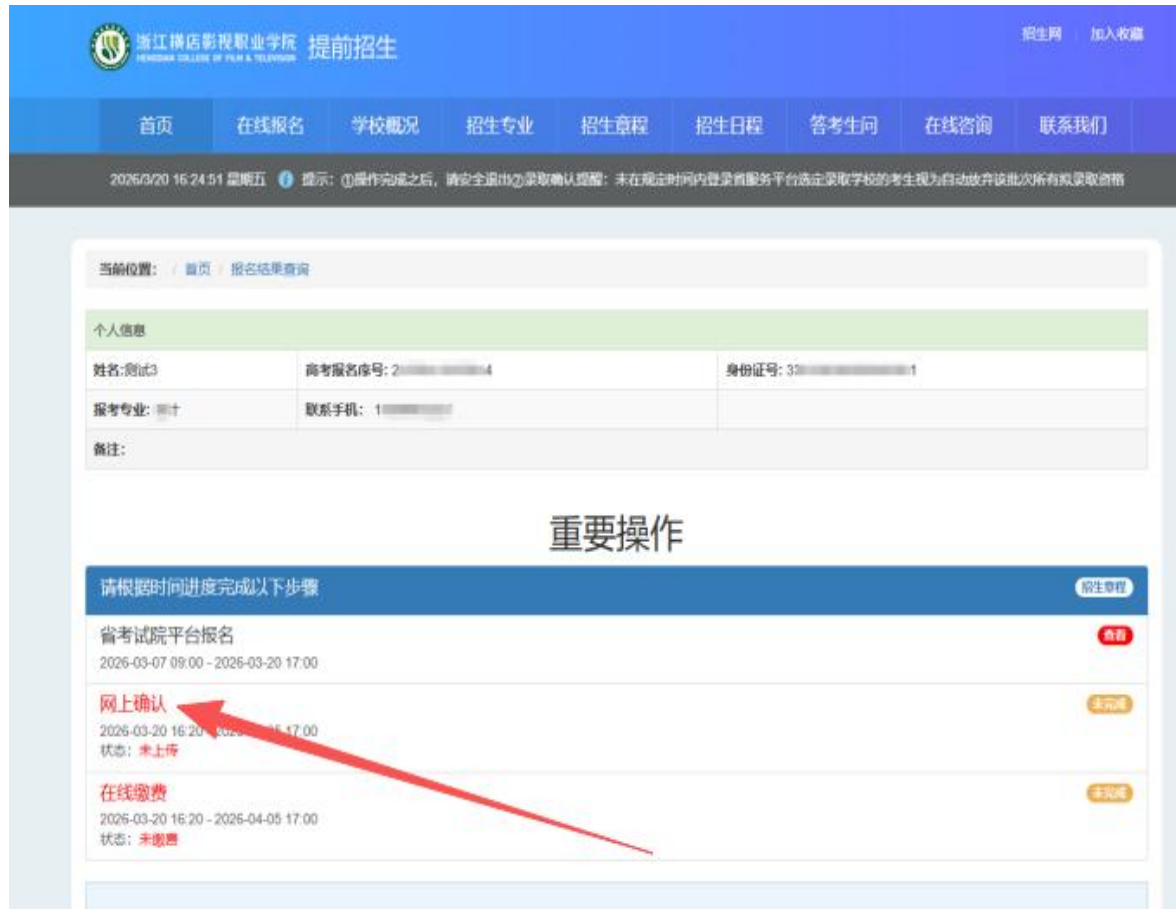 浙江横店影视职业学院 提前招生
HENGDIAN COLLEGE OF FILM & TELEVISION
招生网 加入收藏
首页 在线报名 学校概况 招生专业 招生章程 招生日程 答考生问 在线咨询 联系我们
2026/3/20 16:24:51 星期五 提示：①操作完成之后，请安全退出②录取确认提醒：未在规定时间内登录省服务平台选定录取学校的考生视为自动放弃该批次所有拟录取资格
当前位置： / 首页 / 报名结果查询
个人信息
姓名:测试3 高考报名序号: 2 4 身份证号: 33 1
报考专业: 联系手机： 1
备注：
重要操作
请根据时间进度完成以下步骤 招生章程
省考试院平台报名 查看
2026-03-07 09:00 - 2026-03-20 17:00
网上确认 未完成
2026-03-20 16:20 17:00
状态：未上传
在线缴费 未完成
2026-03-20 16:20 - 2026-04-05 17:00
状态：未缴费